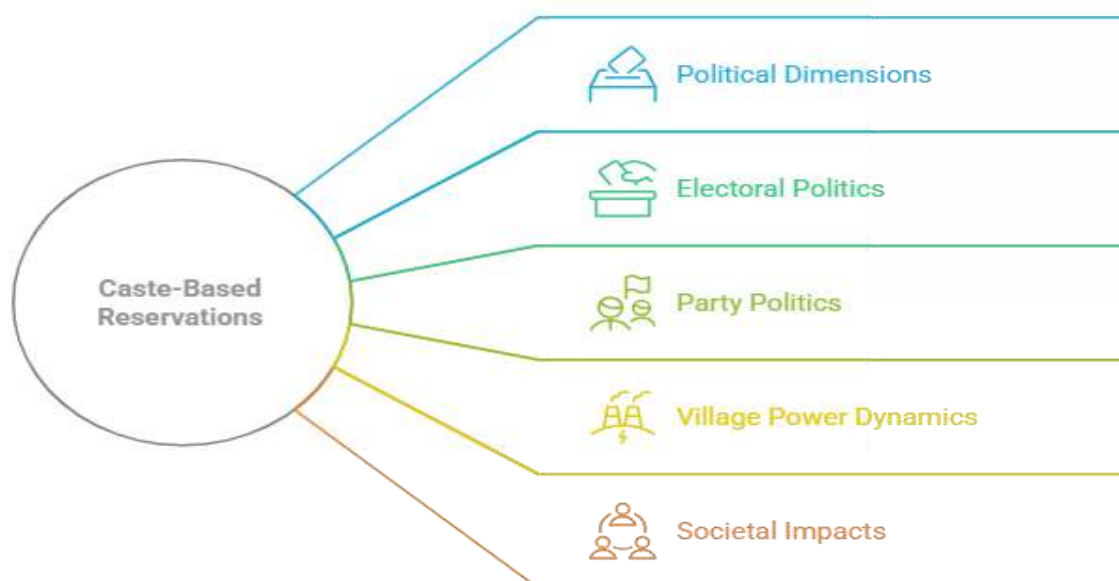 Caste-Based
Reservations
Political Dimensions
Electoral Politics
Party Politics
Village Power Dynamics
Societal Impacts